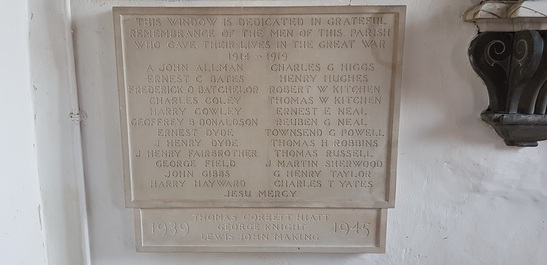 THIS WINDOW IS DEDICATED IN GRATEFUL
REMEMBRANCE OF THE MEN OF THIS PARISH
WHO GAVE THEIR LIVES IN THE GREAT WAR
1914 - 1919
A JOHN ALLMAN CHARLES G HIGGS
ERNEST C BATES HENRY HUGHES
FREDERICK O BATCHELOR ROBERT W KITCHEN
CHARLES COLEY THOMAS W KITCHEN
HARRY COWLEY ERNEST E NEAL
GEOFFREY B DONALDSON REUBEN G NEAL
ERNEST DYDE TOWNSEND G POWELL
J HENRY DYDE THOMAS H ROBBINS
J HENRY FAIRBROTHER THOMAS RUSSELL
GEORGE FIELD J MARTIN SHERWOOD
JOHN GIBBS G HENRY TAYLOR
HARRY HAYWARD CHARLES T YATES
JESU MERCY
THOMAS CORBETT HIATT
1939 GEORGE KNIGHT 1945
LEWIS JOHN MAKING